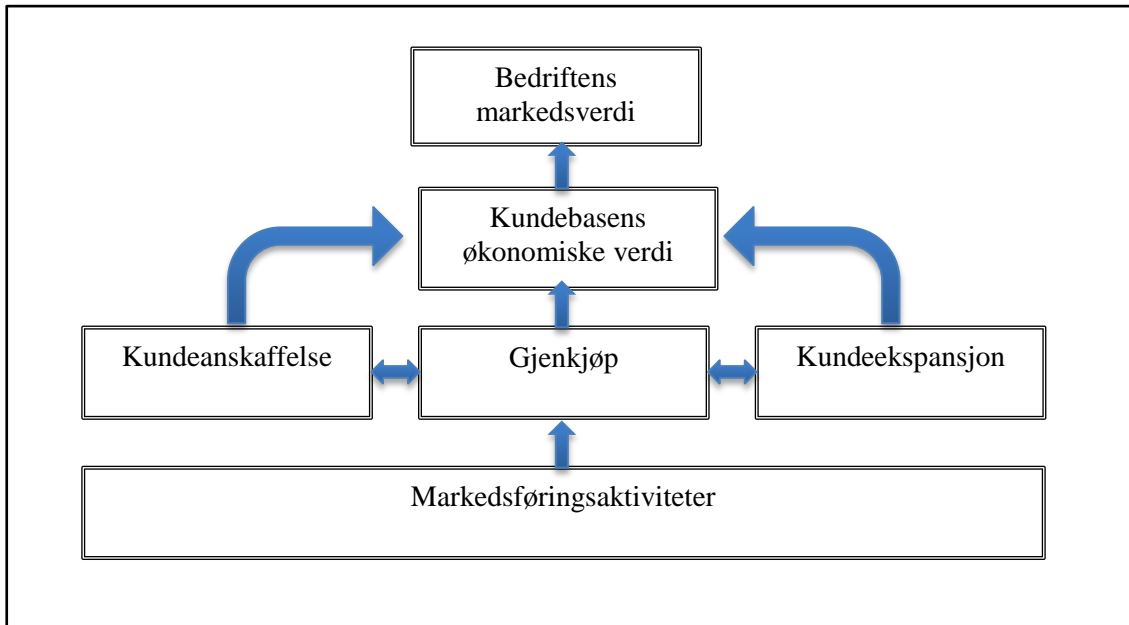 Bedriftens
markedsverdi
Kundebasens
økonomiske verdi
Kundeanskaffelse
Gjenkjøp
Kundeekspansjon
Markedsføringsaktiviteter